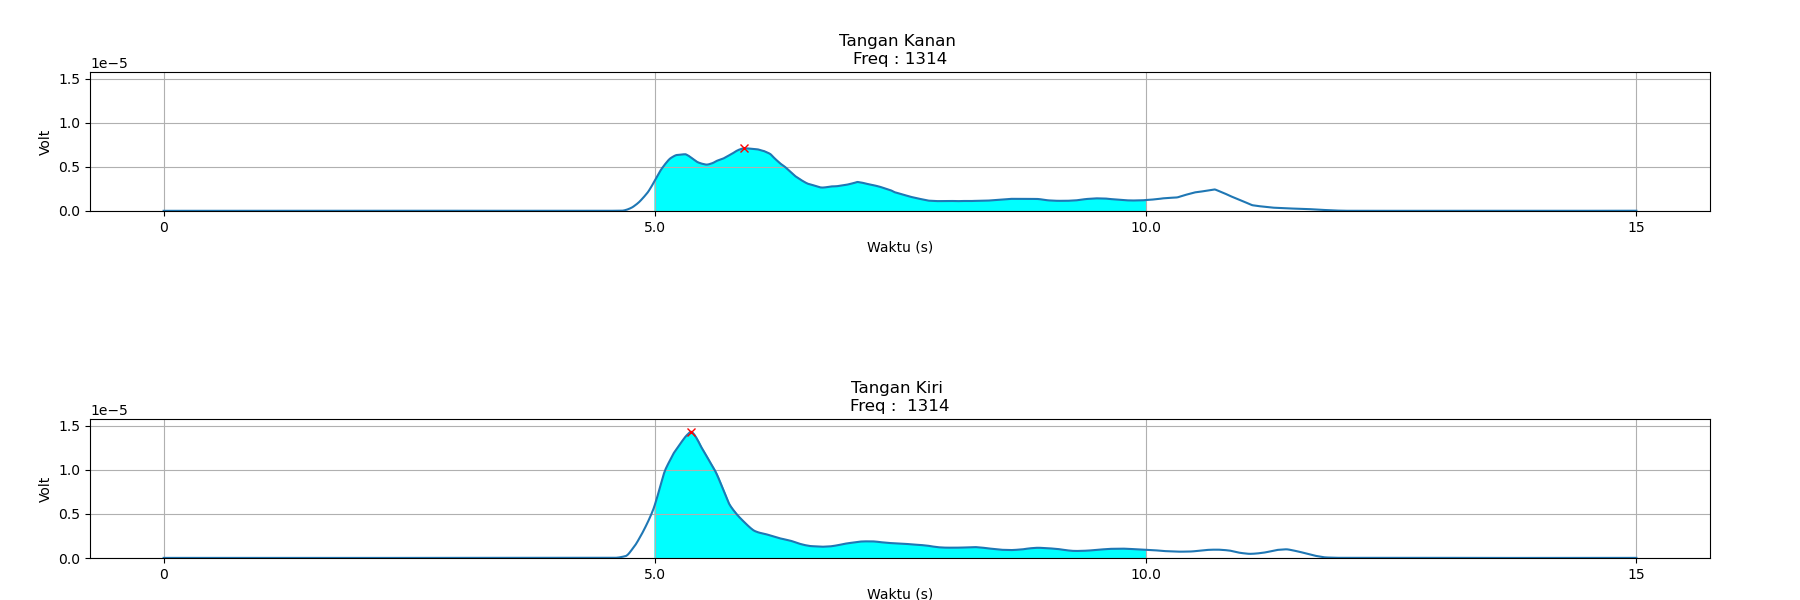 Tangan Kanan
Freq : 1314
1e−5
1.5
1.0
0.5
0.0
Volt
0 5.0 10.0 15
Waktu (s)
Tangan Kiri
Freq :  1314
1e−5
1.5
1.0
0.5
0.0
Volt
0 5.0 10.0 15
Waktu (s)